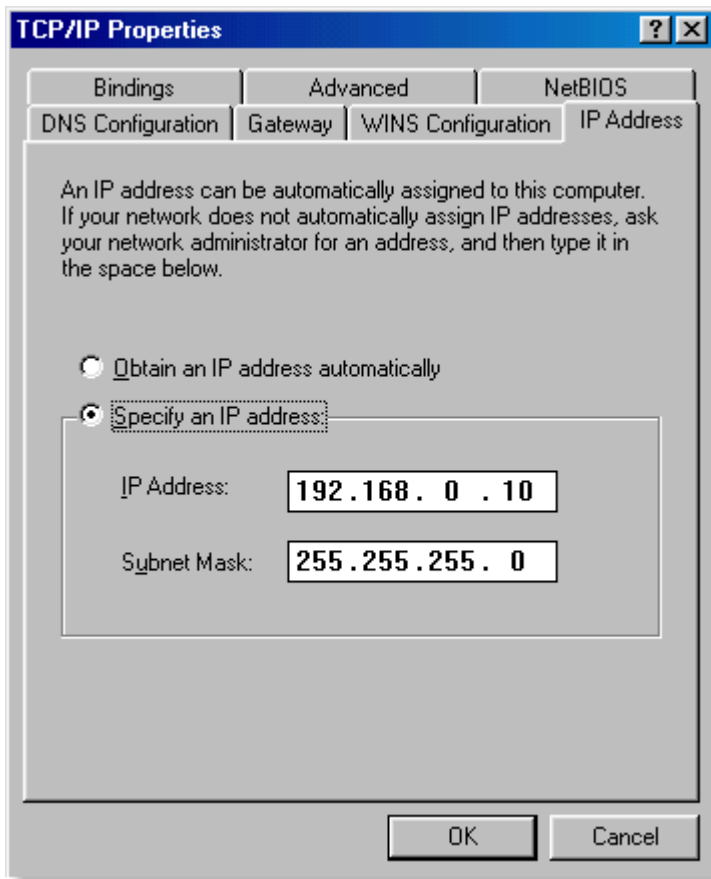 TCP/IP Properties
Bindings Advanced NetBIOS
DNS Configuration Gateway WINS Configuration IP Address
An IP address can be automatically assigned to this computer.
If your network does not automatically assign IP addresses, ask
your network administrator for an address, and then type it in
the space below.
Obtain an IP address automatically
Specify an IP address:
IP Address: 192.168. 0 .10
Subnet Mask: 255.255.255. 0
OK Cancel